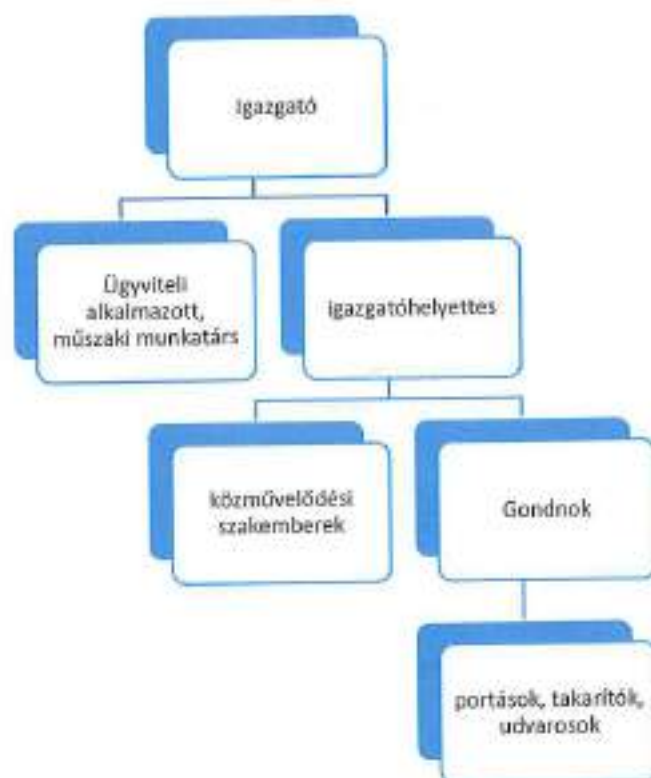 Igazgató
Ügyviteli
alkalmazott,
műszaki munkatárs
igazgatóhelyettes
közművelődési
szakemberek
Gondnok
portások, takarítók,
udvarosok